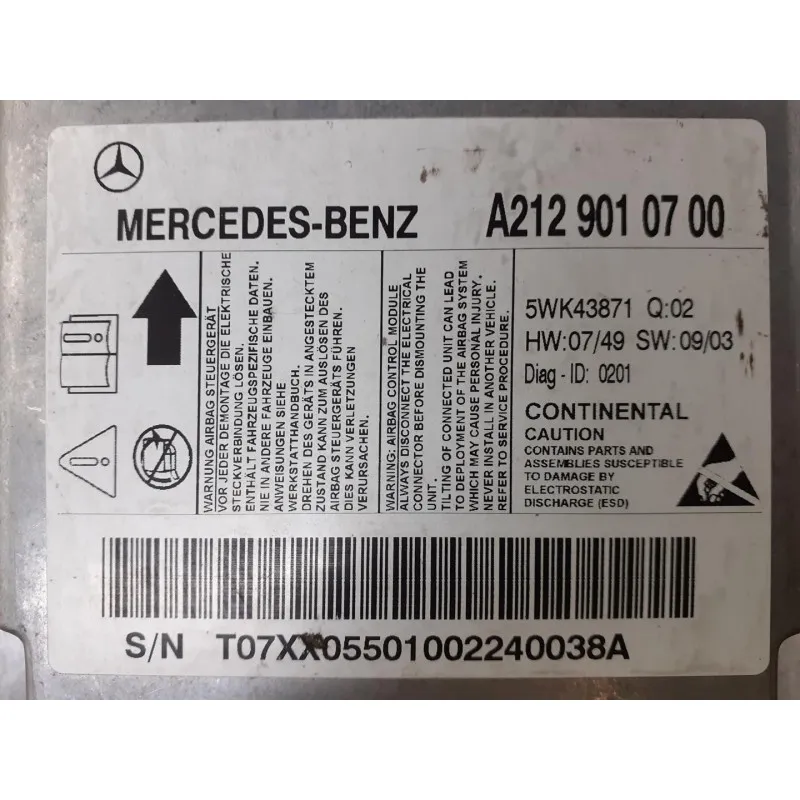 MERCEDES-BENZ
A212 901 07 00
WARNUNG AIRBAG STEUERGERÄT
VOR JEDER DEMONTAGE DIE ELEKTRISCHE
STECKVERBINDUNG LÖSEN.
ENTHÄLT FAHRZEUGSPEZIFISCHE DATEN.
NIE IN ANDERE FAHRZEUGE EINBAUEN.
ANWEISUNGEN SIEHE
WERKSTATTHANDBUCH.
DREHEN DES GERÄTS IN ANGESTECKTEM
ZUSTAND KANN ZUM AUSLÖSEN DES
AIRBAG STEUERGERÄTS FÜHREN.
DIES KANN VERLETZUNGEN
VERURSACHEN.
WARNING: AIRBAG CONTROL MODULE
ALWAYS DISCONNECT THE ELECTRICAL
CONNECTOR BEFORE DISMOUNTING THE
UNIT.
TILTING OF CONNECTED UNIT CAN LEAD
TO DEPLOYMENT OF THE AIRBAG SYSTEM
WHICH MAY CAUSE PERSONAL INJURY.
NEVER INSTALL IN ANOTHER VEHICLE.
REFER TO SERVICE PROCEDURE.
5WK43871 Q:02
HW:07/49 SW:09/03
Diag - ID: 0201
CONTINENTAL
CAUTION
CONTAINS PARTS AND
ASSEMBLIES SUSCEPTIBLE
TO DAMAGE BY
ELECTROSTATIC
DISCHARGE (ESD)
S/N T07XX05501002240038A